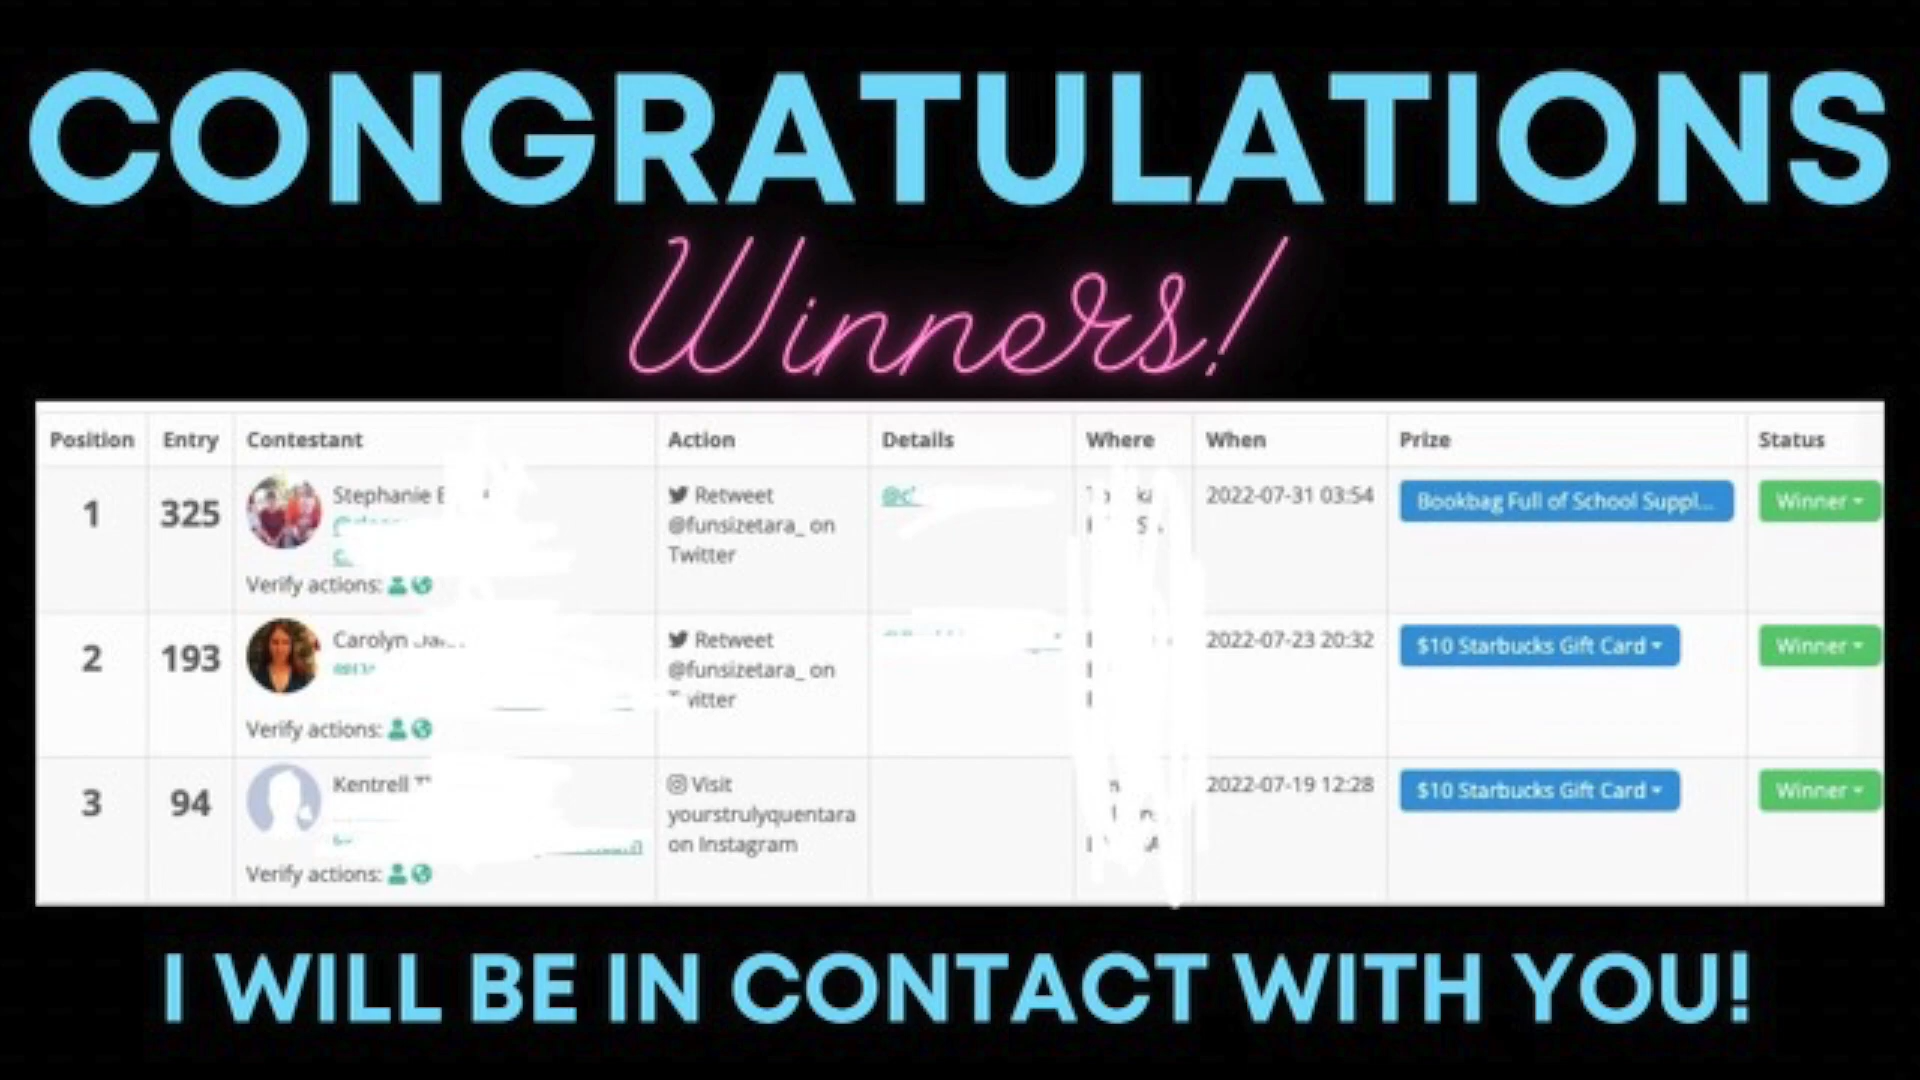 CONGRATULATIONS
Winners!
Position Entry Contestant Action Details Where When Prize Status
1 325 Stephanie Retweet 2022-07-31 03:54 Bookbag Full of School Suppl... Winner
@funsizetara_ on
Twitter
Verify actions:
2 193 Carolyn Retweet 2022-07-23 20:32 $10 Starbucks Gift Card Winner
@funsizetara_ on
Verify actions:
3 94 Kentrell Visit 2022-07-19 12:28 $10 Starbucks Gift Card Winner
yourstrulyquentara
on Instagram
Verify actions:
I WILL BE IN CONTACT WITH YOU!